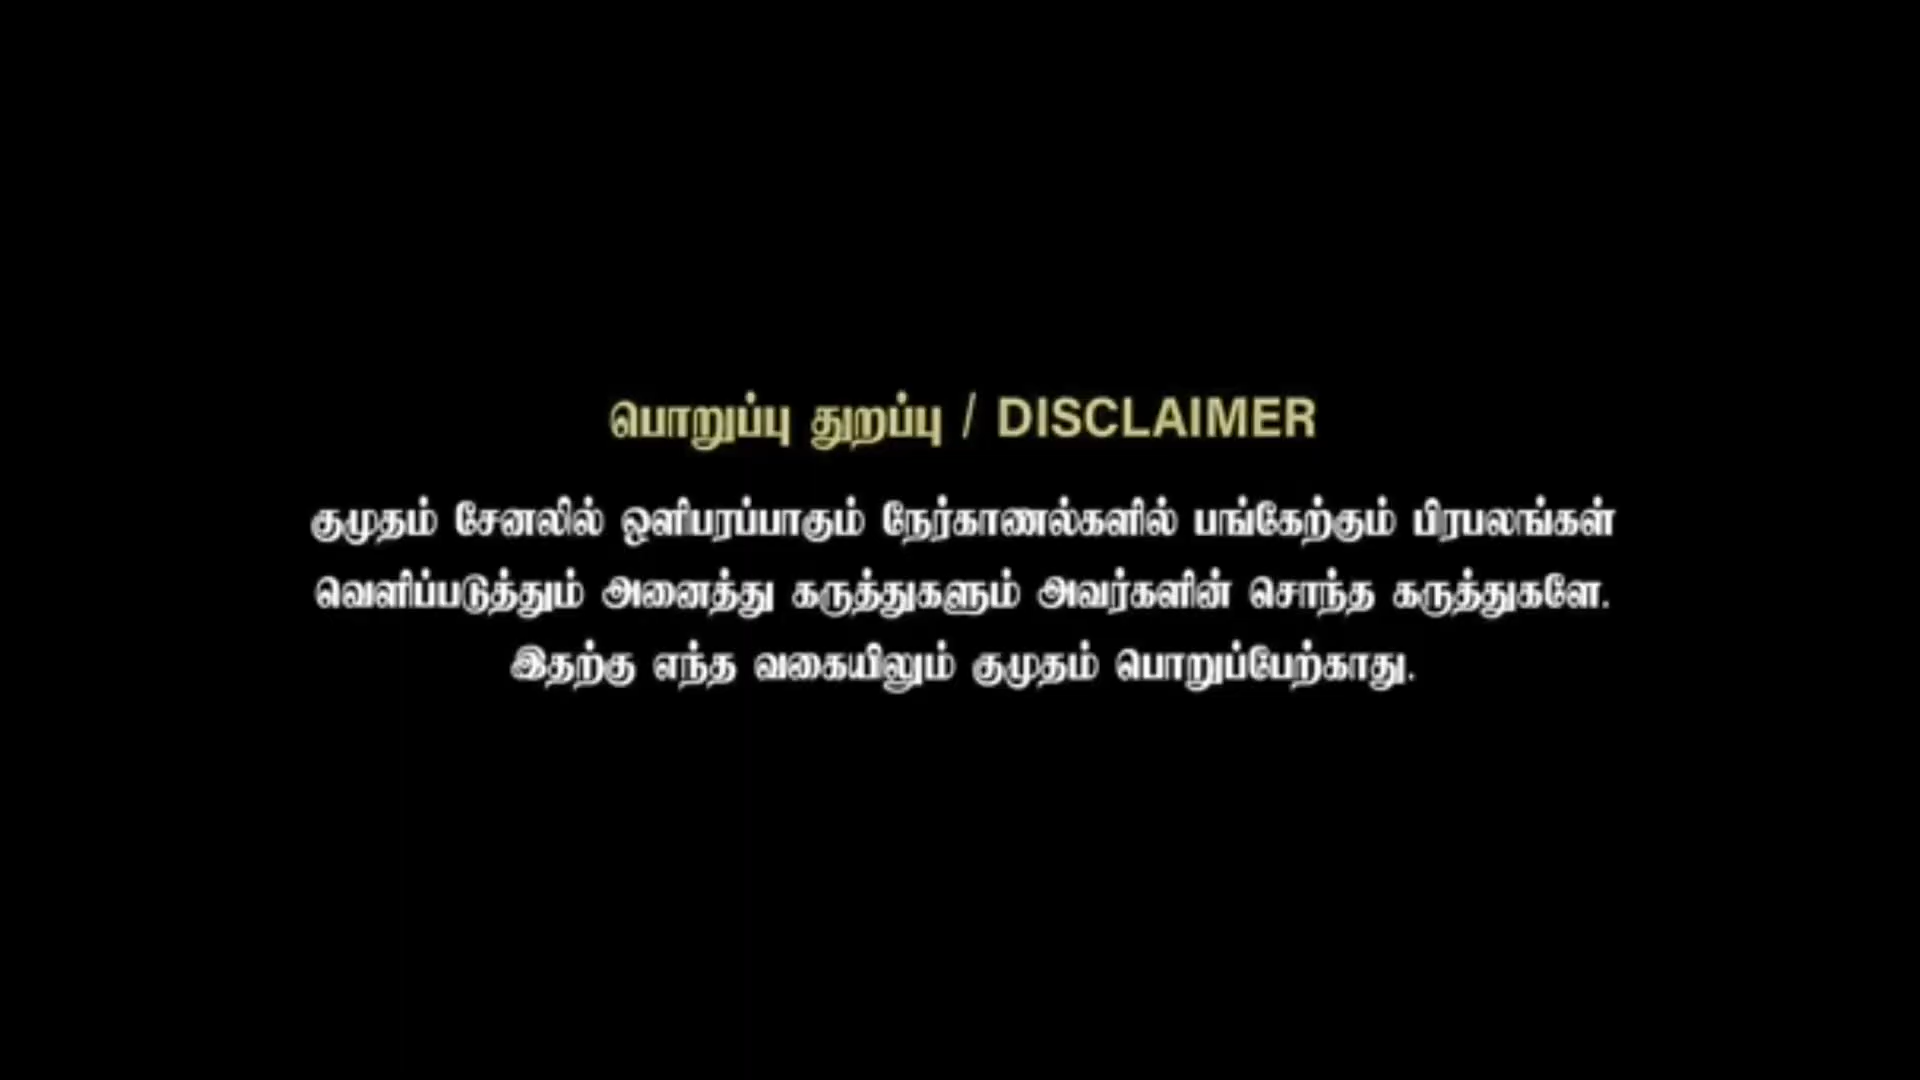 பொறுப்பு துறப்பு / DISCLAIMER
குமுதம் சேனலில் ஒளிபரப்பாகும் நேர்காணல்களில் பங்கேற்கும் பிரபலங்கள்
வெளிப்படுத்தும் அனைத்து கருத்துகளும் அவர்களின் சொந்த கருத்துகளே.
இதற்கு எந்த வகையிலும் குமுதம் பொறுப்பேற்காது.